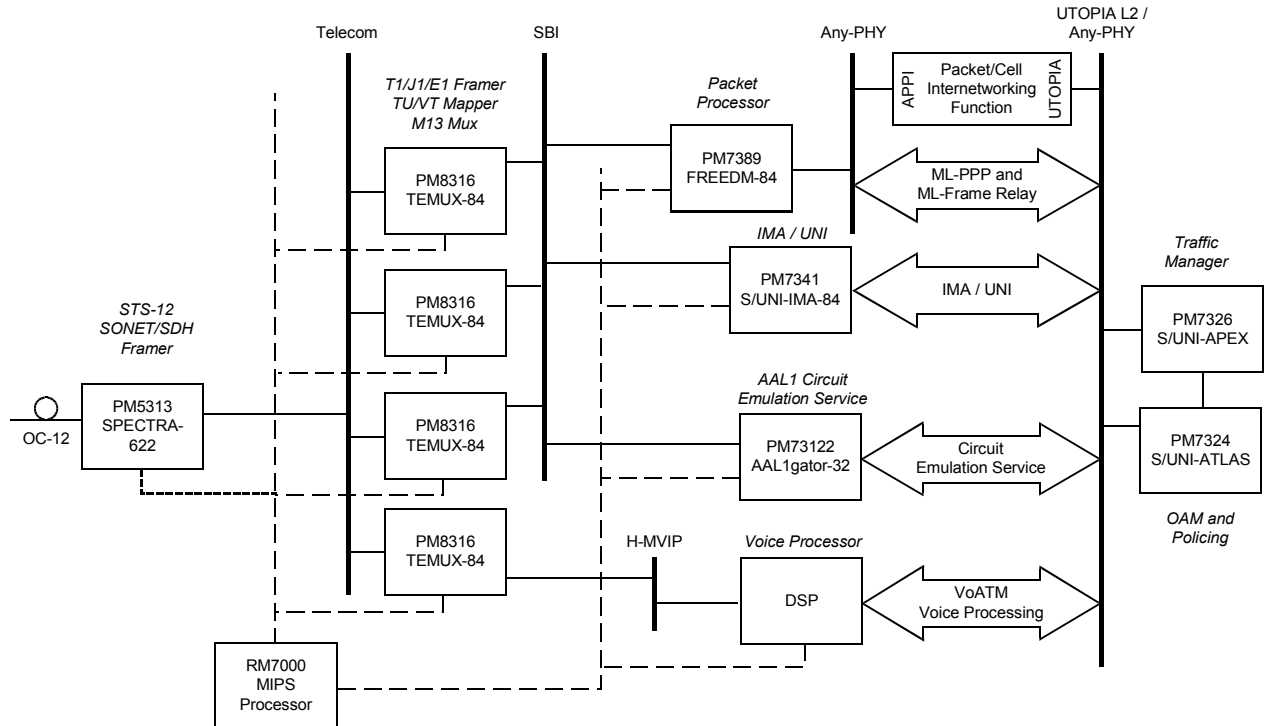 UTOPIA L2 /
Any-PHY
Telecom
SBI
Any-PHY
T1/J1/E1 Framer
TU/VT Mapper
M13 Mux
Packet
Processor
APPI
Packet/Cell
Internetworking
Function
UTOPIA
PM8316
TEMUX-84
PM7389
FREEDM-84
ML-PPP and
ML-Frame Relay
IMA / UNI
Traffic
Manager
PM8316
TEMUX-84
PM7341
S/UNI-IMA-84
IMA / UNI
PM7326
S/UNI-APEX
STS-12
SONET/SDH
Framer
AAL1 Circuit
Emulation Service
OC-12
PM5313
SPECTRA-
622
PM8316
TEMUX-84
PM73122
AAL1gator-32
Circuit
Emulation Service
PM7324
S/UNI-ATLAS
OAM and
Policing
PM8316
TEMUX-84
H-MVIP
Voice Processor
DSP
VoATM
Voice Processing
RM7000
MIPS
Processor